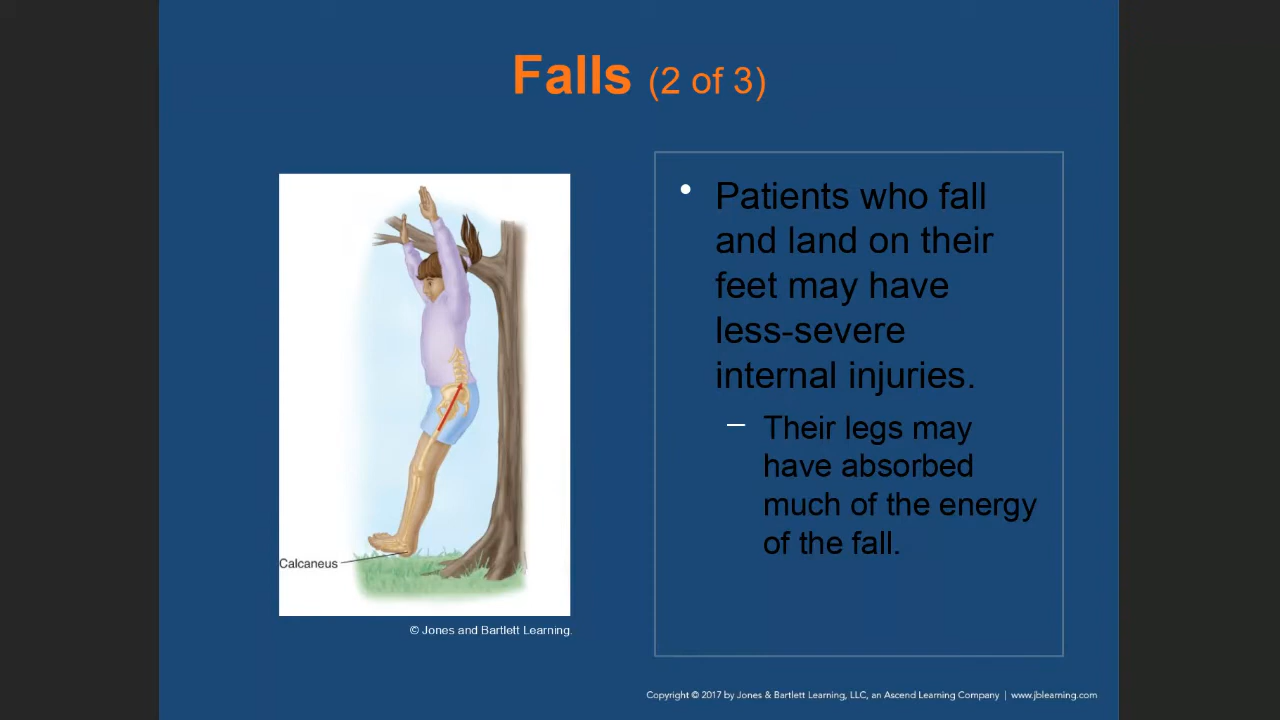 Falls (2 of 3)
• Patients who fall
and land on their
feet may have
less-severe
internal injuries.
– Their legs may
have absorbed
much of the energy
of the fall.
Calcaneus
© Jones and Bartlett Learning.
Copyright © 2017 by Jones & Bartlett Learning, LLC, an Ascend Learning Company | www.jblearning.com